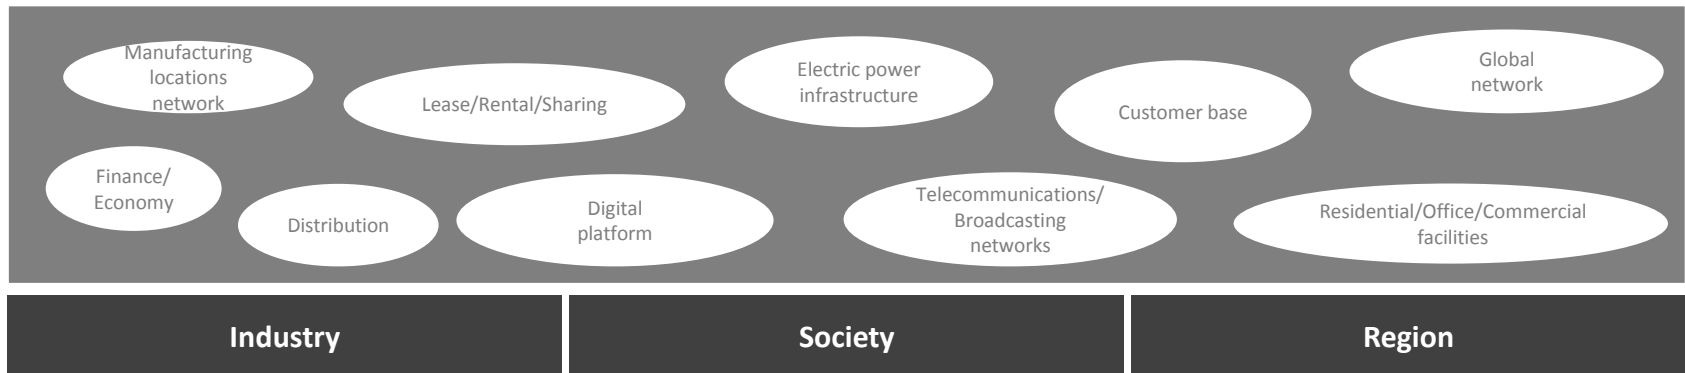 Manufacturing
locations
network
Lease/Rental/Sharing
Electric power
infrastructure
Customer base
Global
network
Finance/
Economy
Distribution
Digital
platform
Telecommunications/
Broadcasting
networks
Residential/Office/Commercial
facilities
Industry
Society
Region